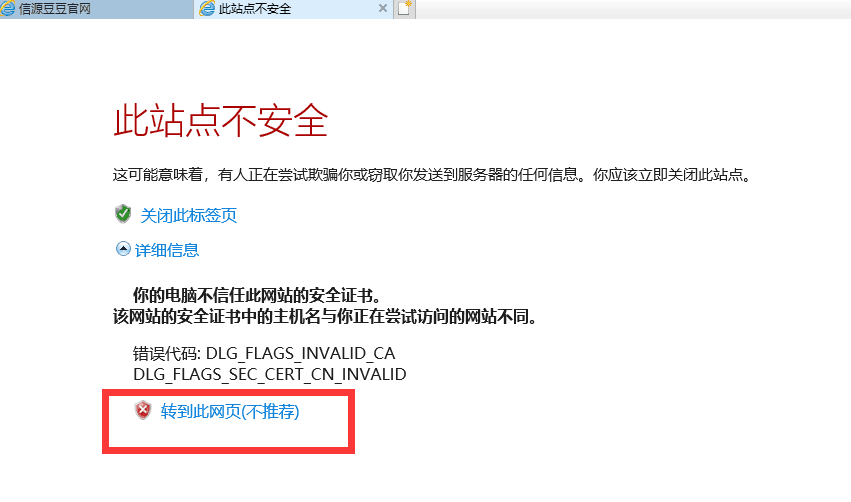 信源豆豆官网
此站点不安全
此站点不安全
这可能意味着，有人正在尝试欺骗你或窃取你发送到服务器的任何信息。你应该立即关闭此站点。
关闭此标签页
详细信息
你的电脑不信任此网站的安全证书。
该网站的安全证书中的主机名与你正在尝试访问的网站不同。
错误代码: DLG_FLAGS_INVALID_CA
DLG_FLAGS_SEC_CERT_CN_INVALID
转到此网页(不推荐)